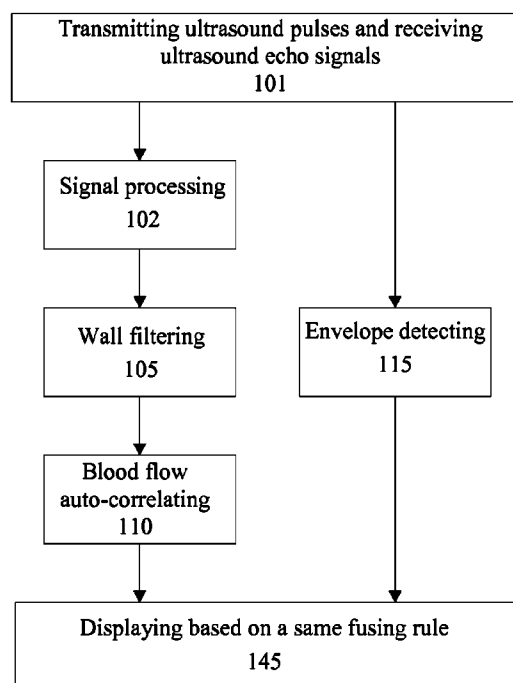 Transmitting ultrasound pulses and receiving
ultrasound echo signals
101
Signal processing
102
Wall filtering
105
Envelope detecting
115
Blood flow
auto-correlating
110
Displaying based on a same fusing rule
145